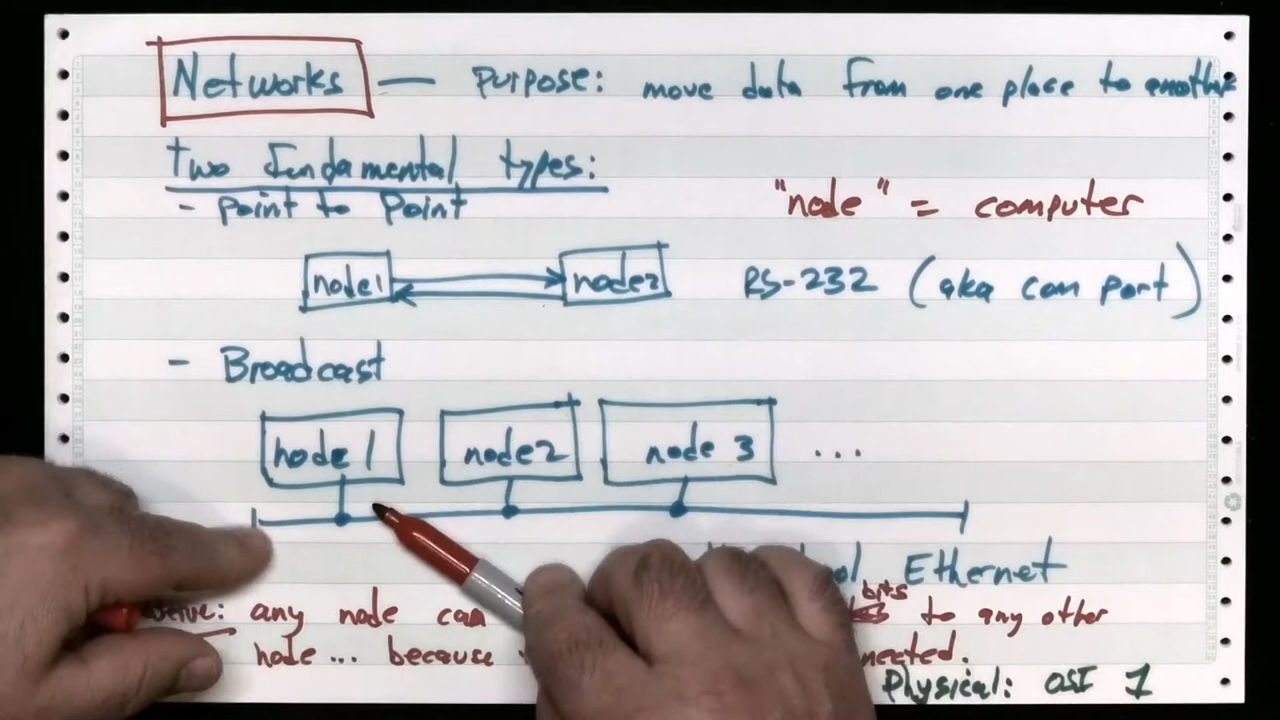 Networks — Purpose: move data from one place to another
Two fundamental types:
- Point to Point
"node" = computer
node1 node2 RS-232 (aka com port)
- Broadcast
node 1 node2 node 3 ...
Ethernet
any node can bits to any other
node... because
Physical: OSI 1